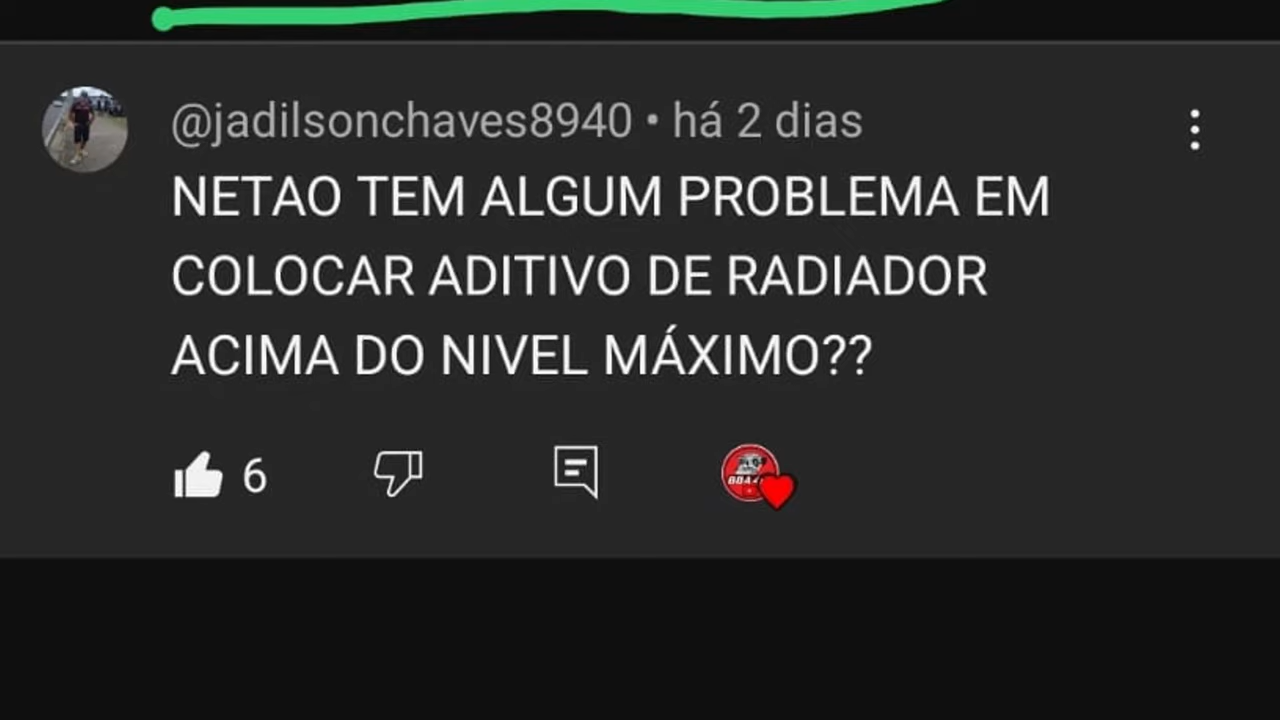 @jadilsonchaves8940 • há 2 dias
NETAO TEM ALGUM PROBLEMA EM
COLOCAR ADITIVO DE RADIADOR
ACIMA DO NIVEL MÁXIMO??
6